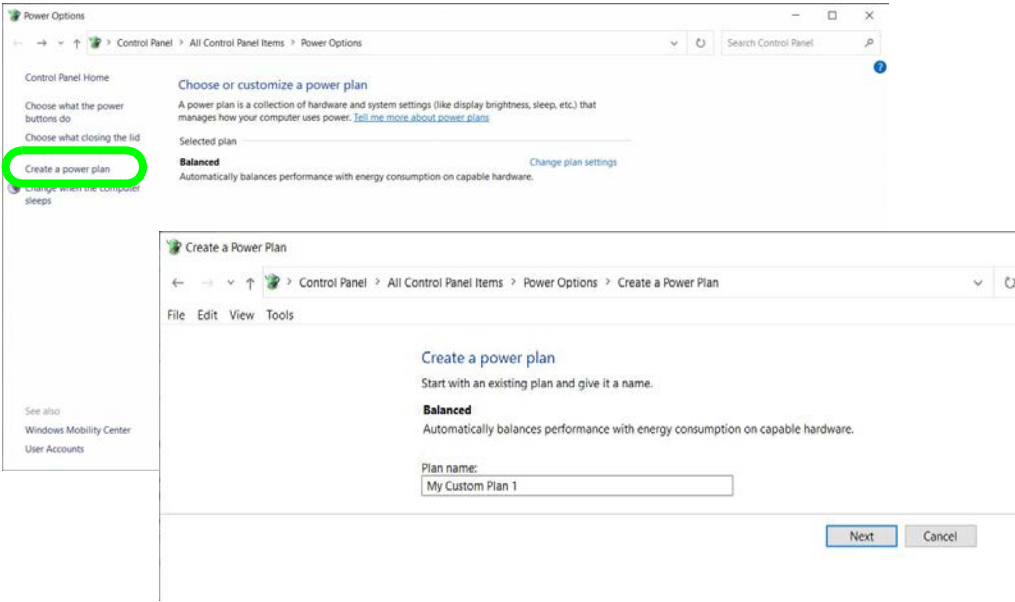 Power Options
Control Panel > All Control Panel Items > Power Options
Search Control Panel
Control Panel Home
Choose what the power
buttons do
Choose what closing the lid
Create a power plan
Change when the computer
sleeps
Choose or customize a power plan
A power plan is a collection of hardware and system settings (like display brightness, sleep, etc.) that
manages how your computer uses power. Tell me more about power plans
Selected plan
Balanced Change plan settings
Automatically balances performance with energy consumption on capable hardware.
See also
Windows Mobility Center
User Accounts
Create a Power Plan
Control Panel > All Control Panel Items > Power Options > Create a Power Plan
File Edit View Tools
Create a power plan
Start with an existing plan and give it a name.
Balanced
Automatically balances performance with energy consumption on capable hardware.
Plan name:
My Custom Plan 1
Next Cancel